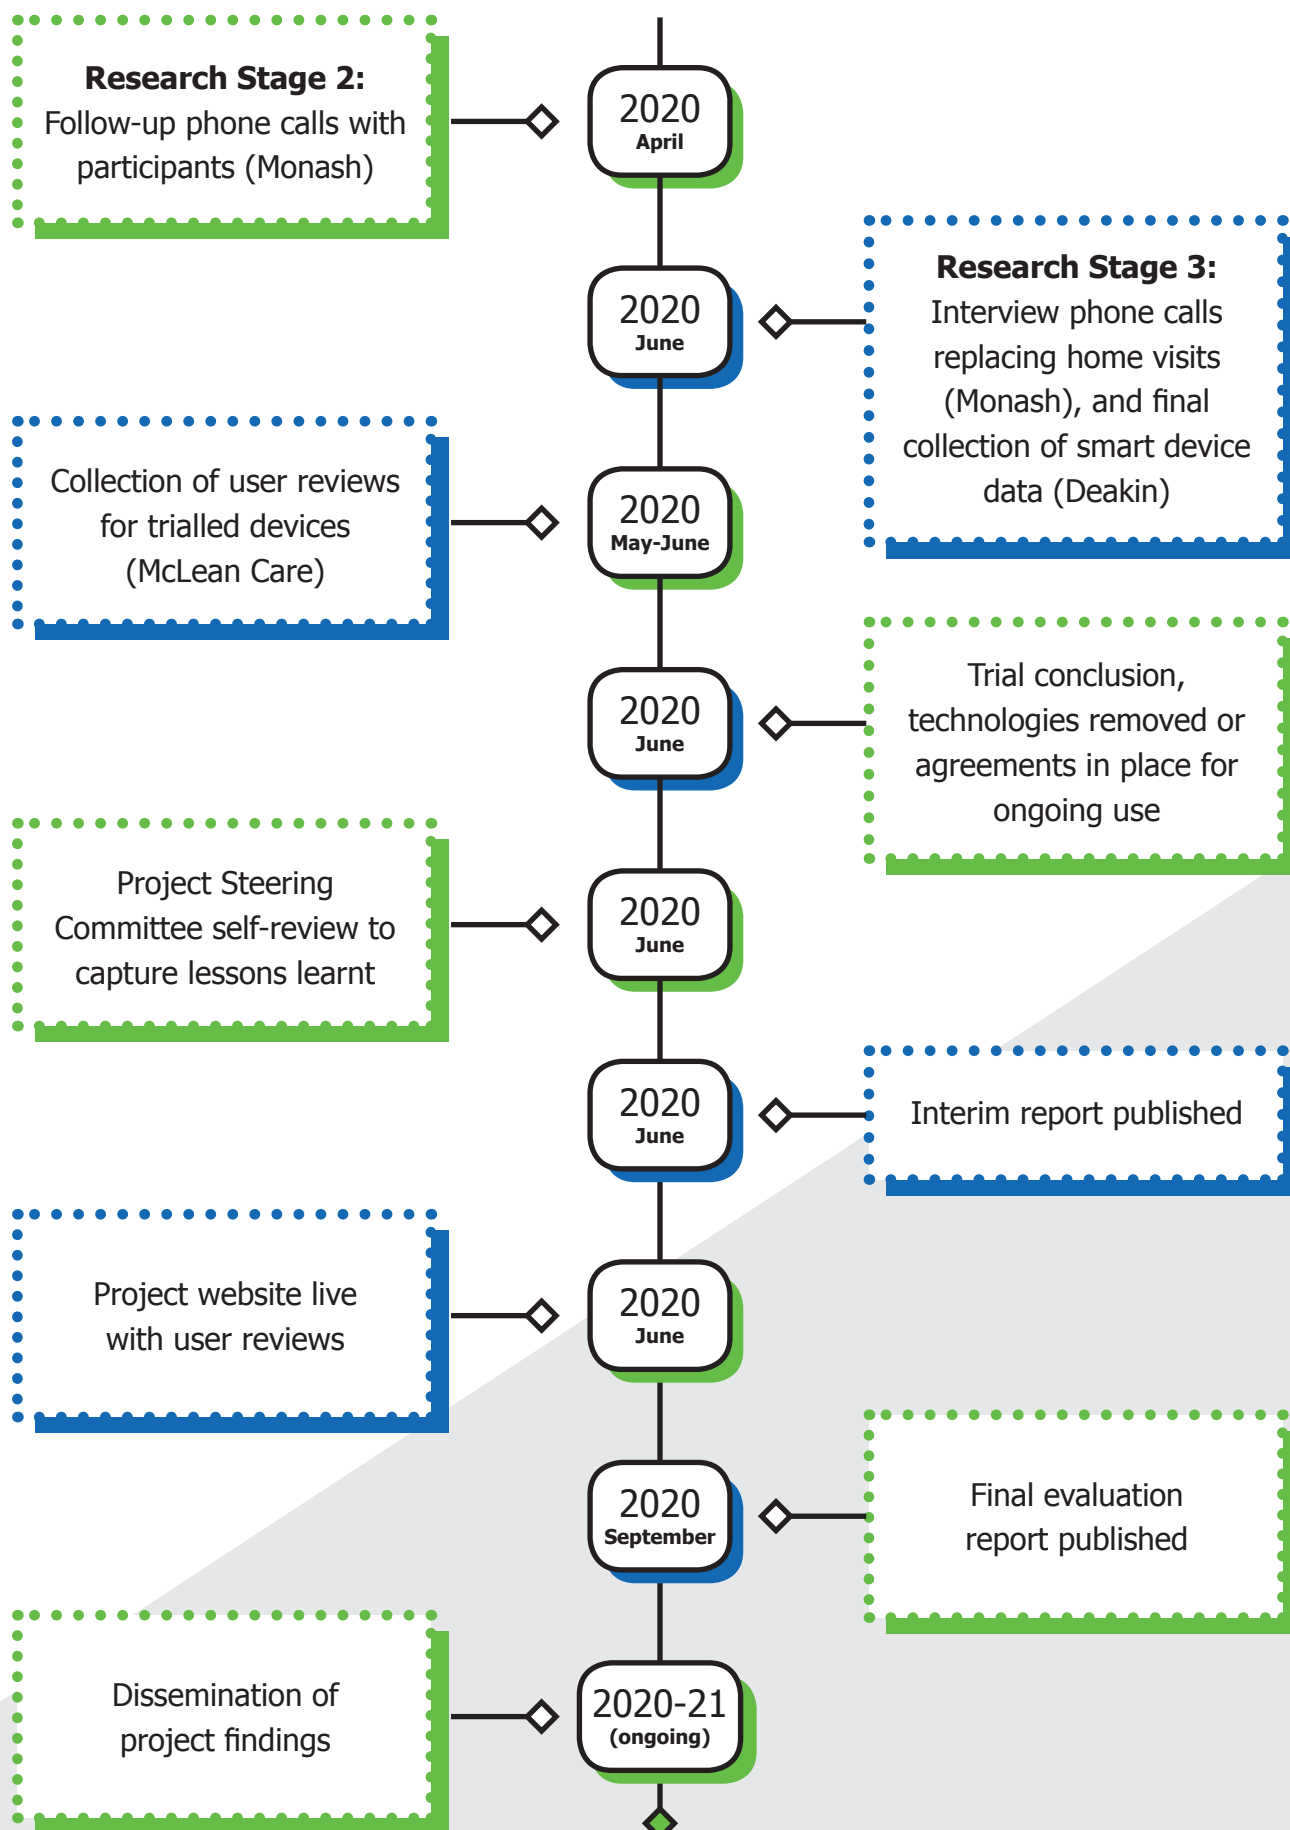 Research Stage 2:
Follow-up phone calls with
participants (Monash)
2020
April
2020
June
Research Stage 3:
Interview phone calls
replacing home visits
(Monash), and final
collection of smart device
data (Deakin)
Collection of user reviews
for trialled devices
(McLean Care)
2020
May-June
2020
June
Trial conclusion,
technologies removed or
agreements in place for
ongoing use
Project Steering
Committee self-review to
capture lessons learnt
2020
June
2020
June
Interim report published
Project website live
with user reviews
2020
June
2020
September
Final evaluation
report published
Dissemination of
project findings
2020-21
(ongoing)